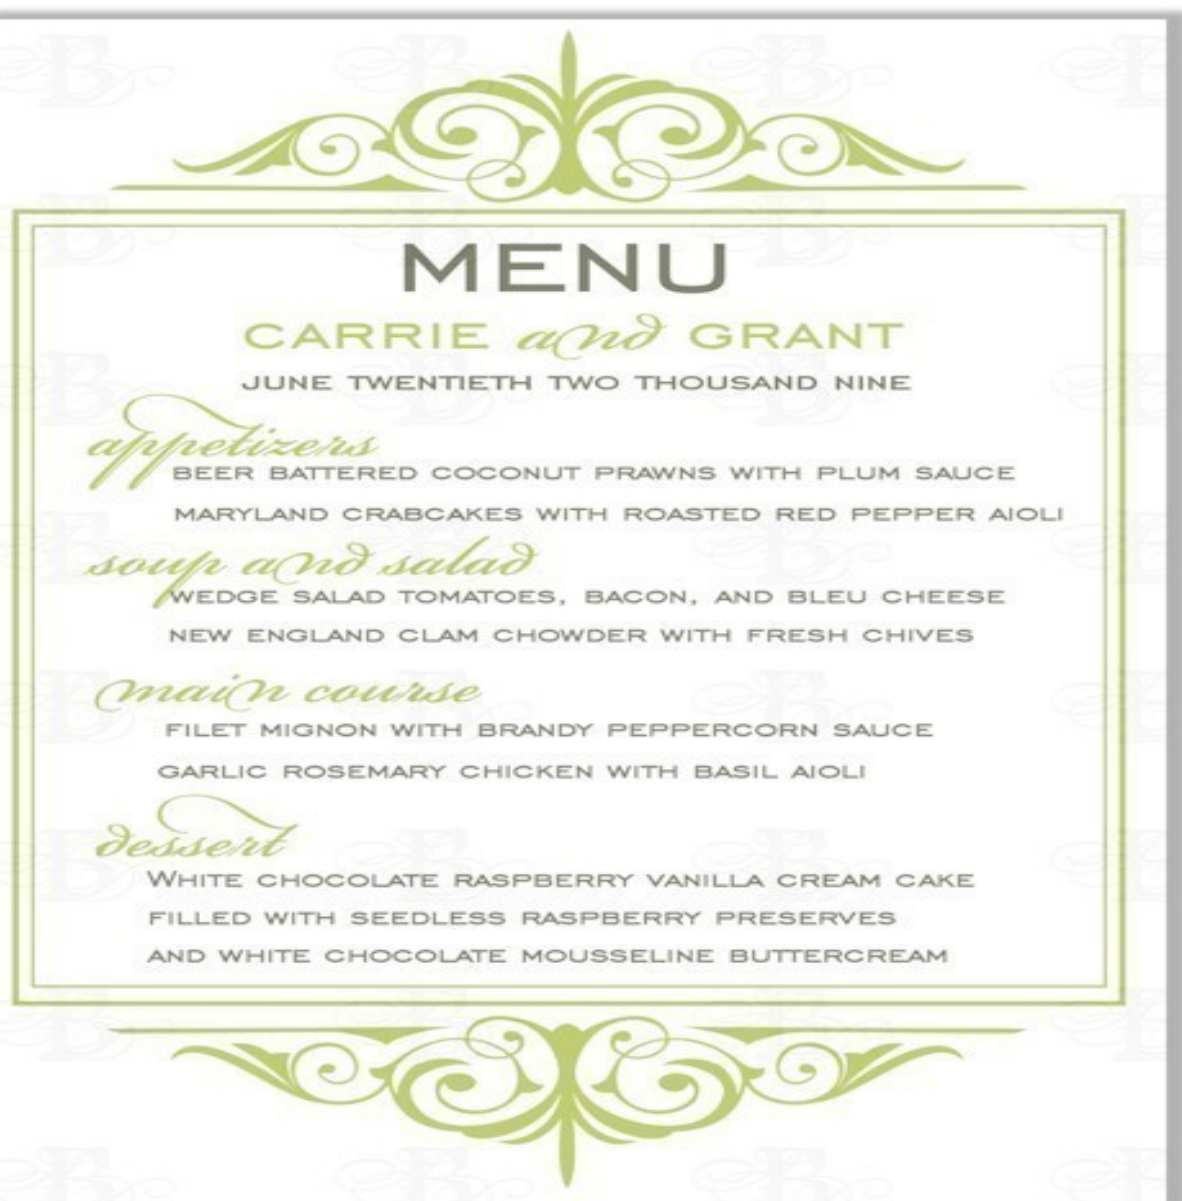 MENU
CARRIE and GRANT
JUNE TWENTIETH TWO THOUSAND NINE
appetizers
BEER BATTERED COCONUT PRAWNS WITH PLUM SAUCE
MARYLAND CRABCAKES WITH ROASTED RED PEPPER AIOLI
soup and salad
WEDGE SALAD TOMATOES, BACON, AND BLEU CHEESE
NEW ENGLAND CLAM CHOWDER WITH FRESH CHIVES
main course
FILET MIGNON WITH BRANDY PEPPERCORN SAUCE
GARLIC ROSEMARY CHICKEN WITH BASIL AIOLI
dessert
WHITE CHOCOLATE RASPBERRY VANILLA CREAM CAKE
FILLED WITH SEEDLESS RASPBERRY PRESERVES
AND WHITE CHOCOLATE MOUSSELINE BUTTERCREAM